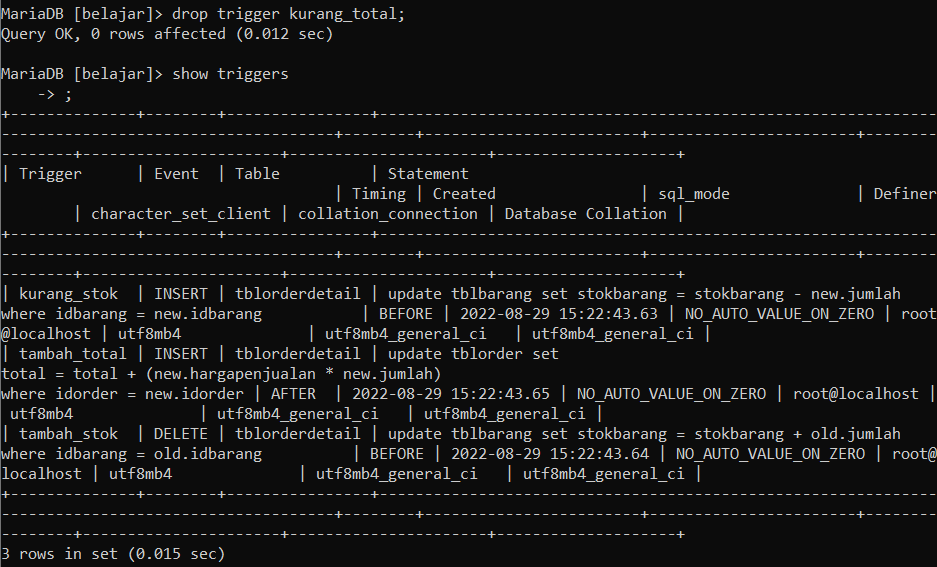 MariaDB [belajar]> drop trigger kurang_total;
Query OK, 0 rows affected (0.012 sec)
MariaDB [belajar]> show triggers
    -> ;
+--------------+--------+----------------+--------------------------------------------------------------
-------------------------------------+--------+------------------------+-----------------------+--------
--------+----------------------+----------------------+--------------------+
| Trigger      | Event  | Table          | Statement
                                     | Timing | Created                | sql_mode              | Definer
        | character_set_client | collation_connection | Database Collation |
+--------------+--------+----------------+--------------------------------------------------------------
-------------------------------------+--------+------------------------+-----------------------+--------
--------+----------------------+----------------------+--------------------+
| kurang_stok  | INSERT | tblorderdetail | update tblbarang set stokbarang = stokbarang - new.jumlah
where idbarang = new.idbarang             | BEFORE | 2022-08-29 15:22:43.63 | NO_AUTO_VALUE_ON_ZERO | root
@localhost | utf8mb4              | utf8mb4_general_ci   | utf8mb4_general_ci |
| tambah_total | INSERT | tblorderdetail | update tblorder set
total = total + (new.hargapenjualan * new.jumlah)
where idorder = new.idorder | AFTER  | 2022-08-29 15:22:43.65 | NO_AUTO_VALUE_ON_ZERO | root@localhost |
 utf8mb4              | utf8mb4_general_ci   | utf8mb4_general_ci |
| tambah_stok  | DELETE | tblorderdetail | update tblbarang set stokbarang = stokbarang + old.jumlah
where idbarang = old.idbarang            | BEFORE | 2022-08-29 15:22:43.64 | NO_AUTO_VALUE_ON_ZERO | root@
localhost | utf8mb4              | utf8mb4_general_ci   | utf8mb4_general_ci |
+--------------+--------+----------------+--------------------------------------------------------------
-------------------------------------+--------+------------------------+-----------------------+--------
--------+----------------------+----------------------+--------------------+
3 rows in set (0.015 sec)